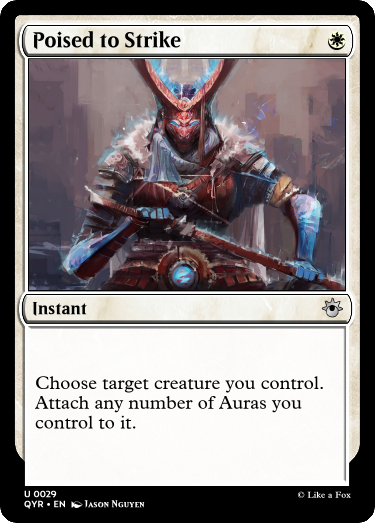 Poised to Strike
Instant
Choose target creature you control.
Attach any number of Auras you
control to it.
U 0029
QYR • EN Jason Nguyen
© Like a Fox